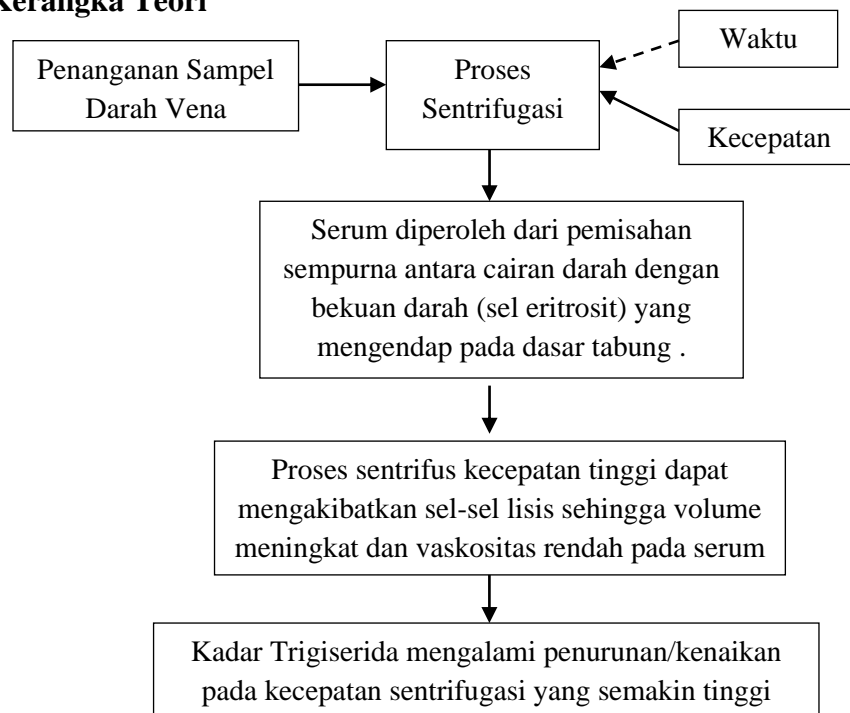 Kerangka Teori
Penanganan Sampel
Darah Vena
Proses
Sentrifugasi
Waktu
Kecepatan
Serum diperoleh dari pemisahan
sempurna antara cairan darah dengan
bekuan darah (sel eritrosit) yang
mengendap pada dasar tabung .
Proses sentrifus kecepatan tinggi dapat
mengakibatkan sel-sel lisis sehingga volume
meningkat dan vaskositas rendah pada serum
Kadar Trigiserida mengalami penurunan/kenaikan
pada kecepatan sentrifugasi yang semakin tinggi